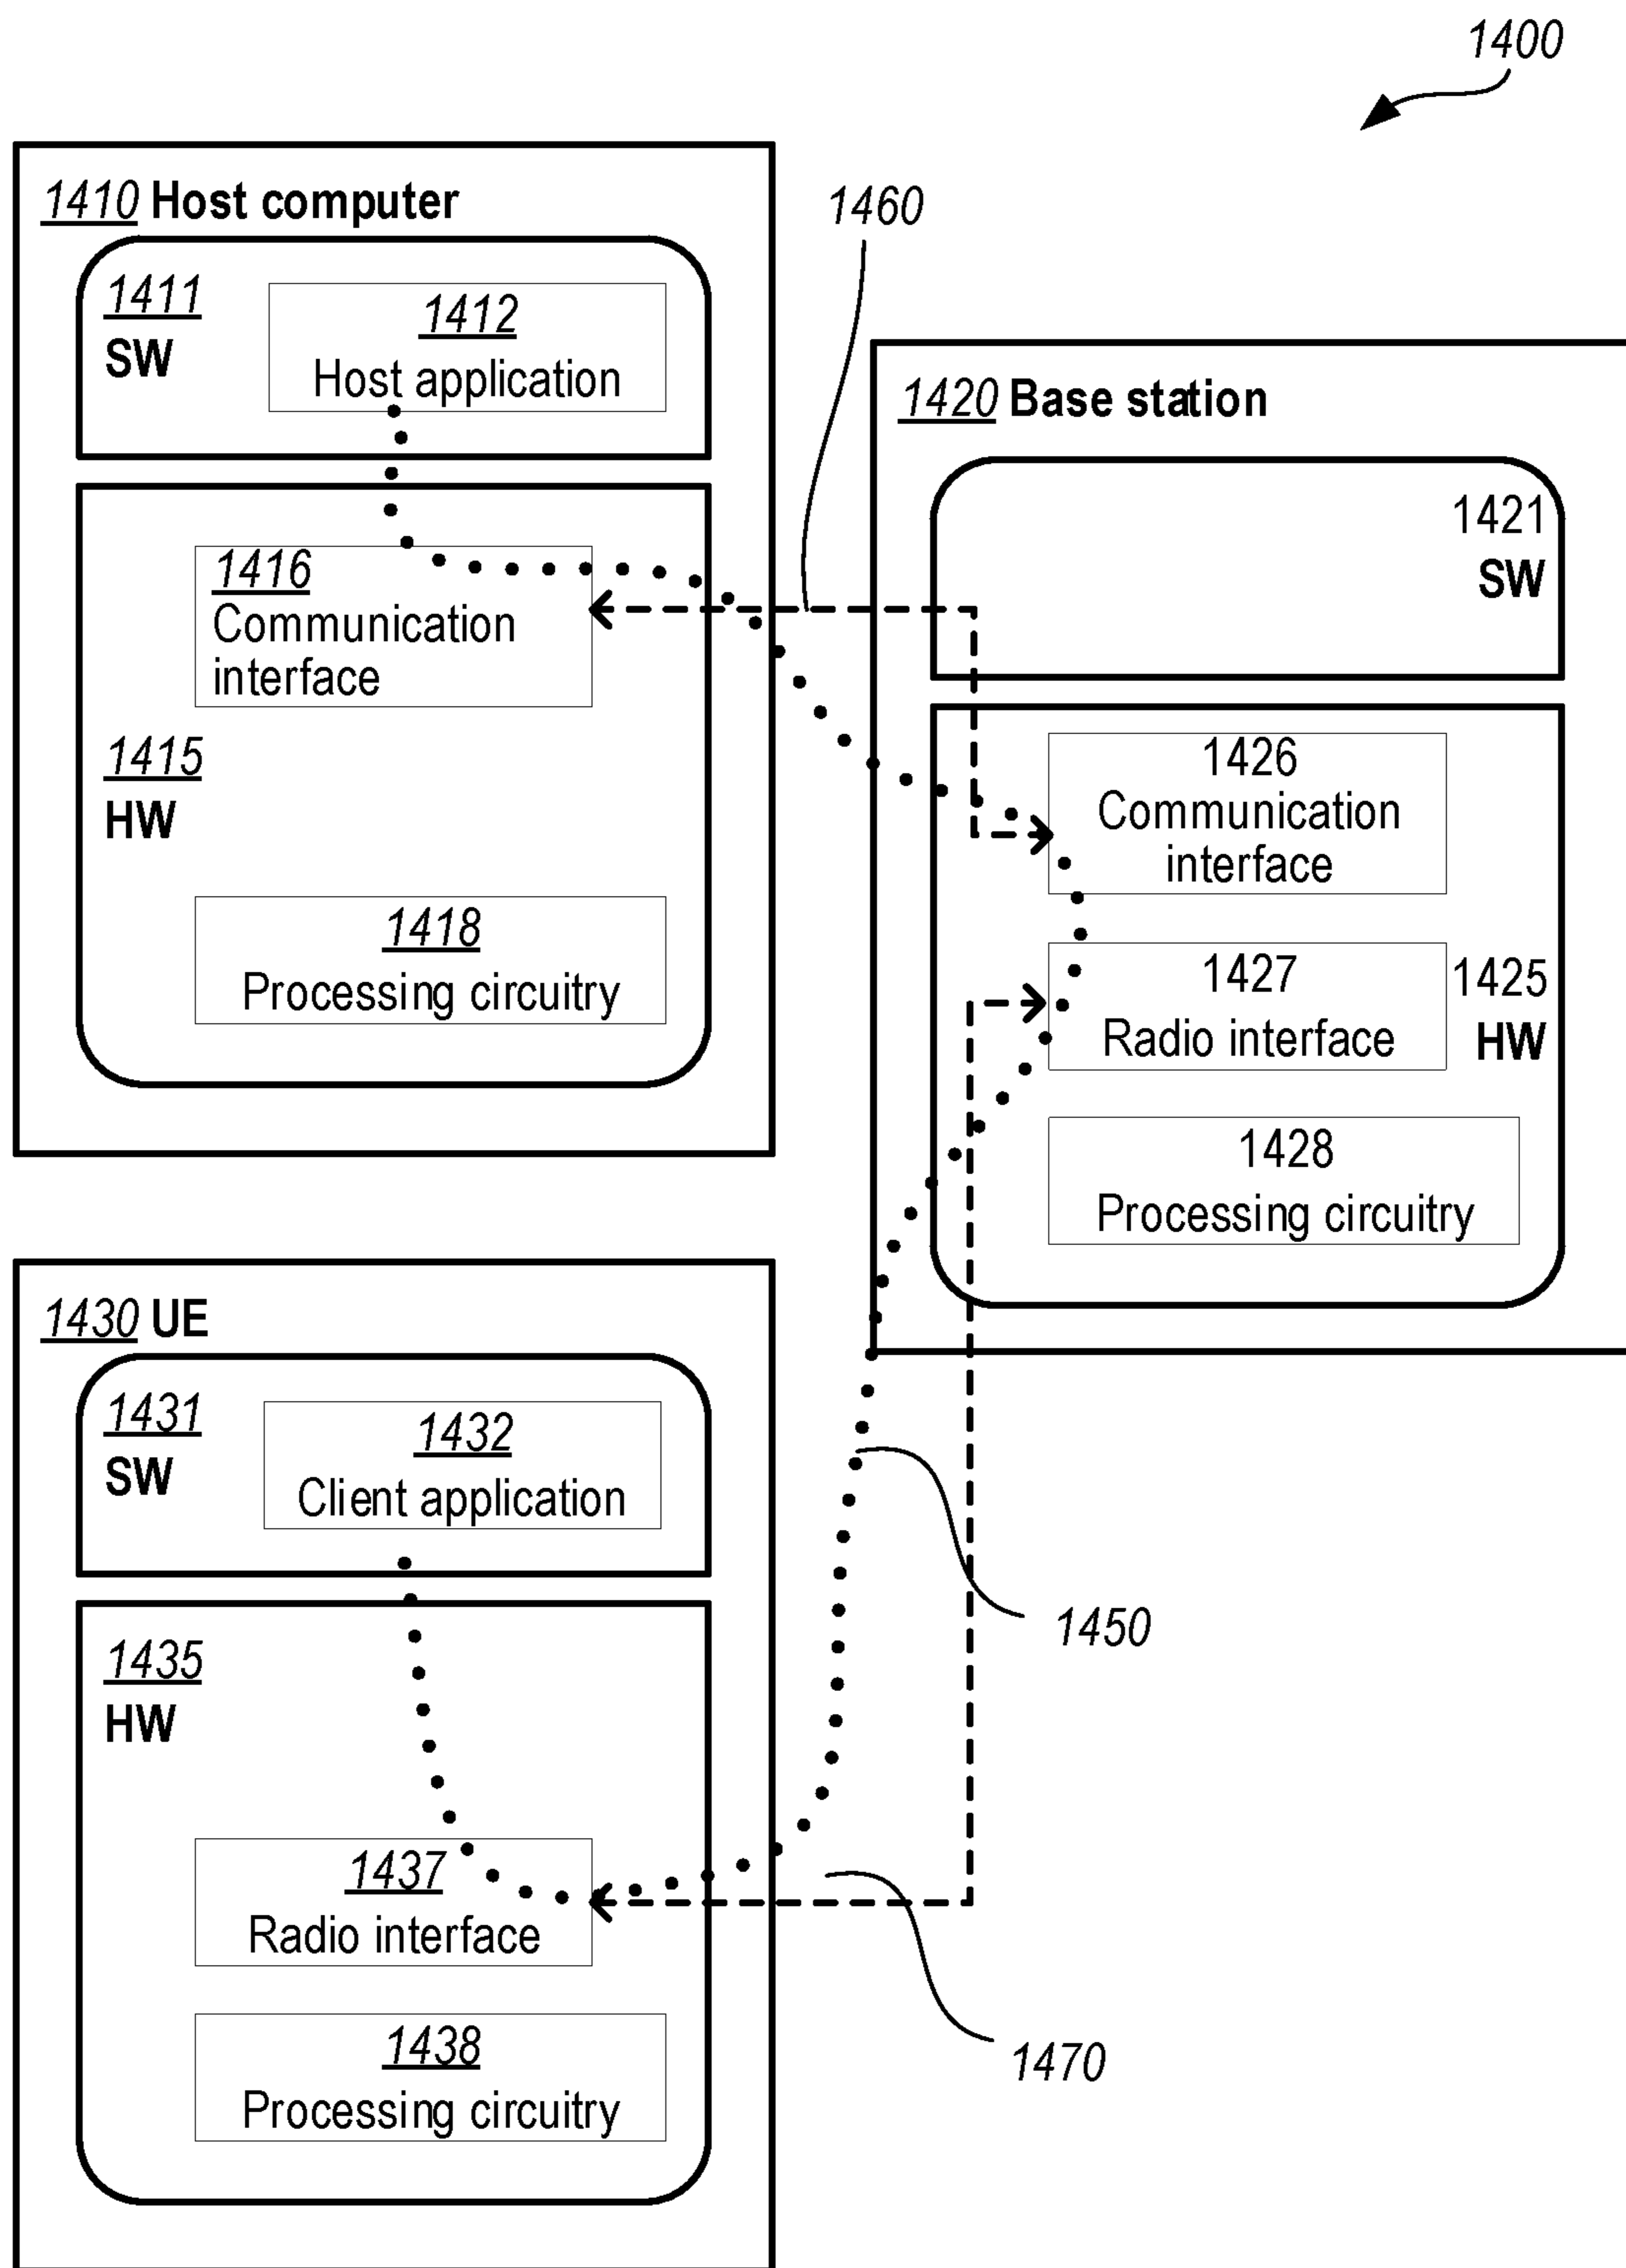 1400
1410 Host computer
1411
SW
1412
Host application
1416
Communication
interface
1415
HW
1418
Processing circuitry
1460
1420 Base station
1421
SW
1426
Communication
interface
1427
Radio interface
1425
HW
1428
Processing circuitry
1430 UE
1431
SW
1432
Client application
1435
HW
1437
Radio interface
1438
Processing circuitry
1450
1470